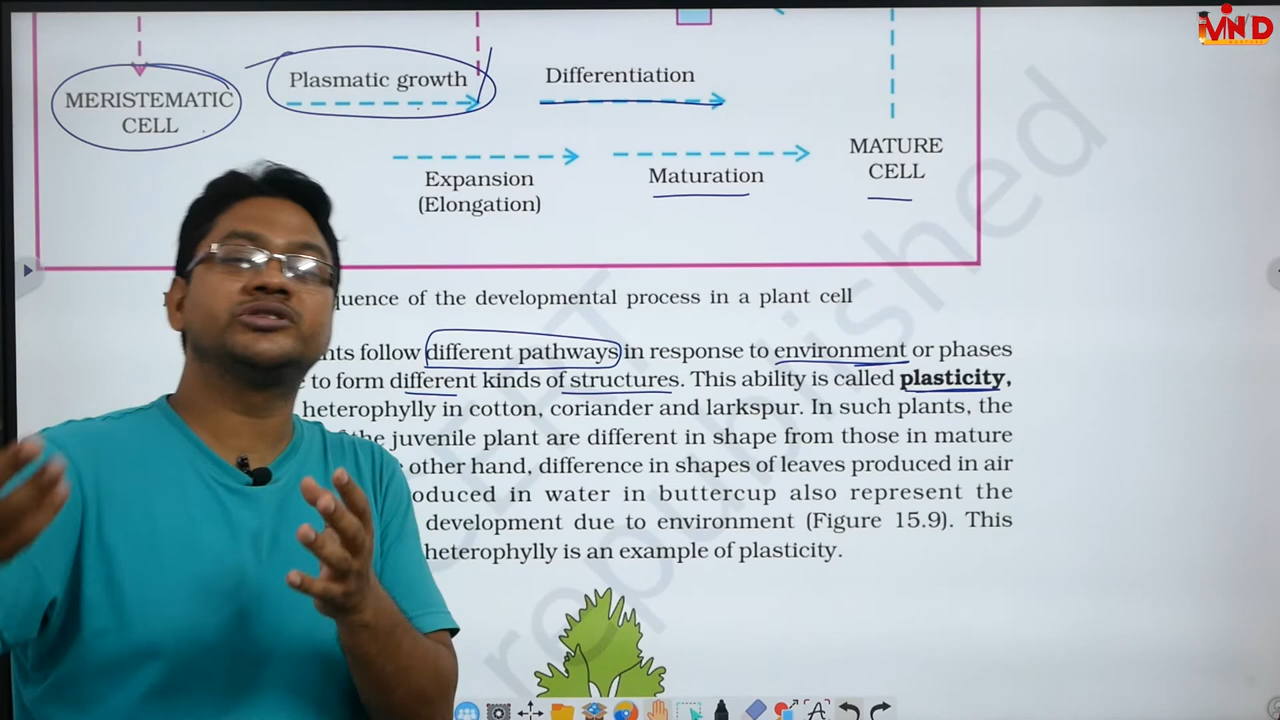 MVND
Plasmatic growth
Differentiation
MERISTEMATIC
CELL
MATURE
CELL
Expansion
(Elongation)
Maturation
quence of the developmental process in a plant cell
nts follow different pathways in response to environment or phases
to form different kinds of structures. This ability is called plasticity,
heterophylly in cotton, coriander and larkspur. In such plants, the
the juvenile plant are different in shape from those in mature
other hand, difference in shapes of leaves produced in air
oduced in water in buttercup also represent the
development due to environment (Figure 15.9). This
heterophylly is an example of plasticity.
republished